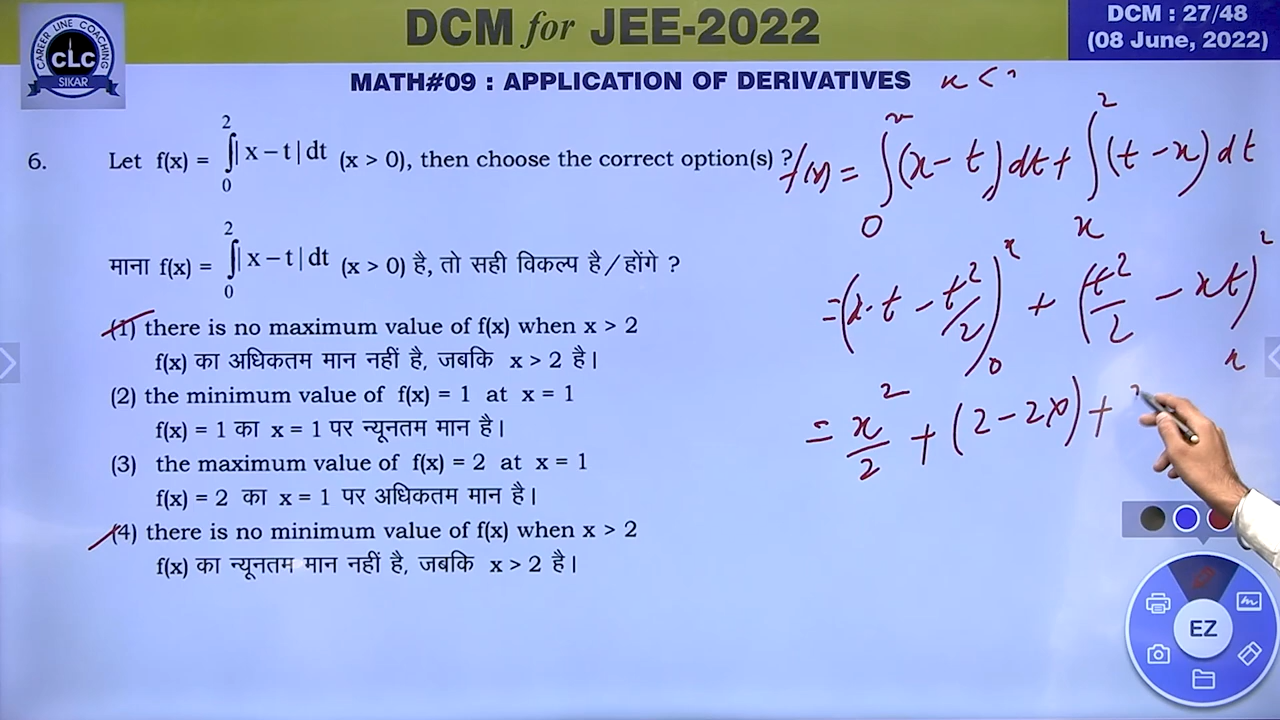 CAREER LINE COACHING
CLC
SIKAR
DCM for JEE-2022
DCM : 27/48
(08 June, 2022)
MATH#09 : APPLICATION OF DERIVATIVES
x <
6. Let f(x) = ∫₀² |x – t| dt (x > 0), then choose the correct option(s) ?
माना f(x) = ∫₀² |x – t| dt (x > 0) है, तो सही विकल्प है/होंगे ?
(1) there is no maximum value of f(x) when x > 2
f(x) का अधिकतम मान नहीं है, जबकि x > 2 है।
(2) the minimum value of f(x) = 1 at x = 1
f(x) = 1 का x = 1 पर न्यूनतम मान है।
(3) the maximum value of f(x) = 2 at x = 1
f(x) = 2 का x = 1 पर अधिकतम मान है।
(4) there is no minimum value of f(x) when x > 2
f(x) का न्यूनतम मान नहीं है, जबकि x > 2 है।
f(x) = ∫₀ˣ (x – t) dt + ∫ₓ² (t – x) dt
= (x·t – t²/2)₀ˣ + (t²/2 – xt)ₓ²
= x²/2 + (2 – 2x) +
EZ